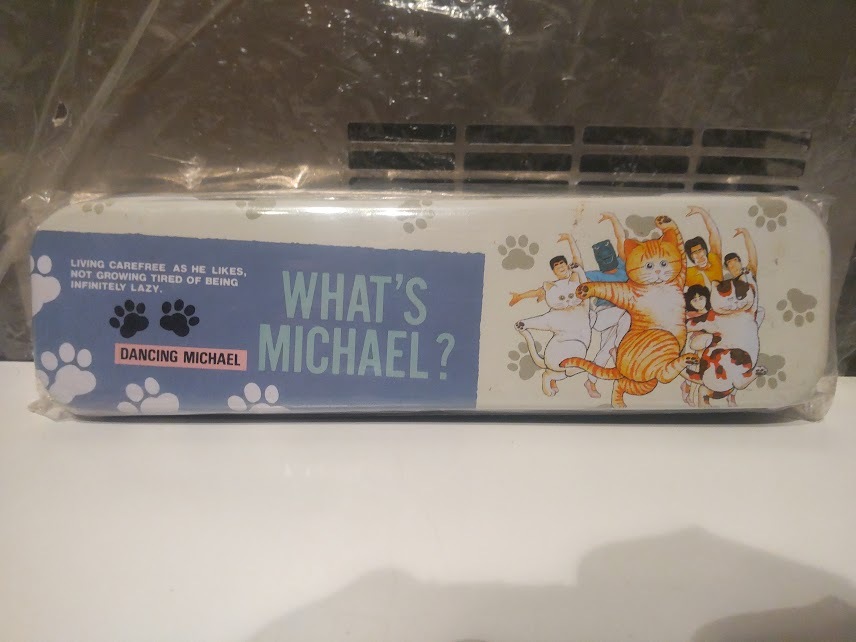 LIVING CAREFREE AS HE LIKES,
NOT GROWING TIRED OF BEING
INFINITELY LAZY.
DANCING MICHAEL
WHAT'S
MICHAEL?